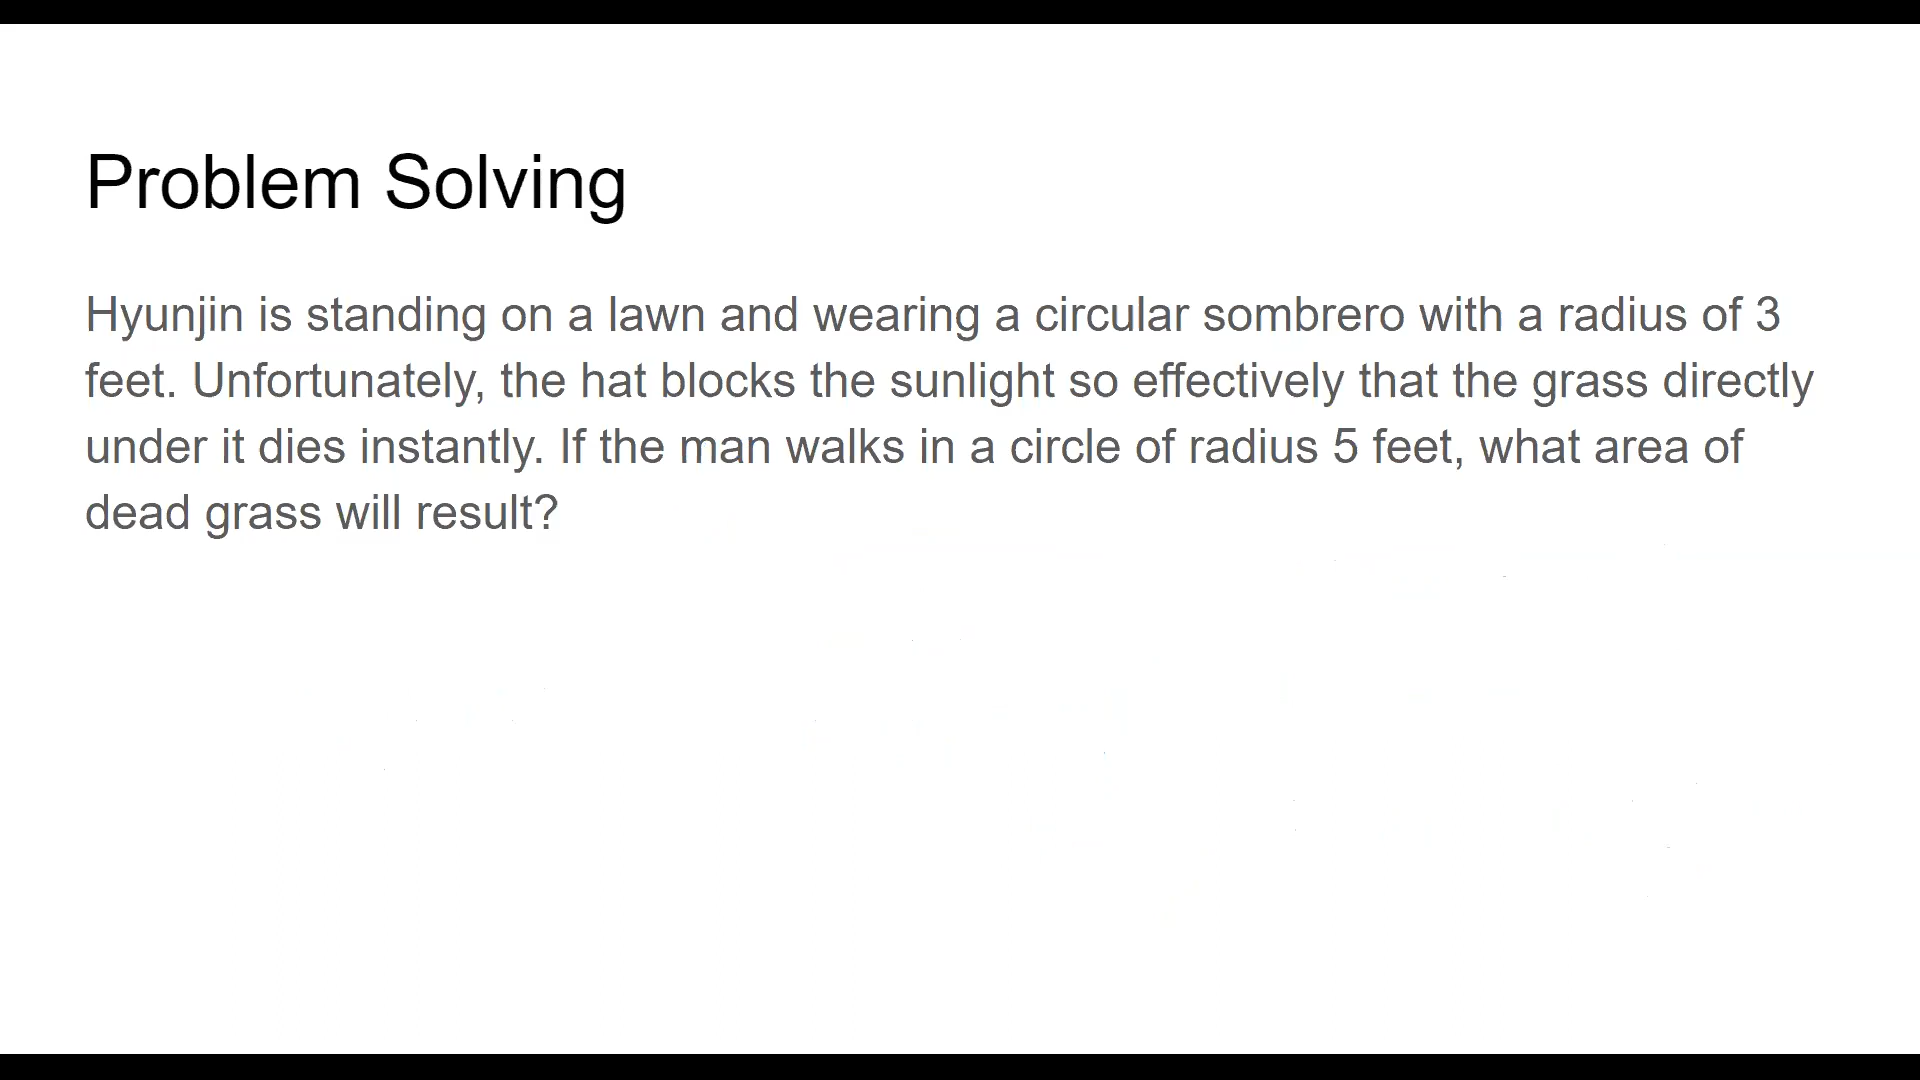 Problem Solving
Hyunjin is standing on a lawn and wearing a circular sombrero with a radius of 3
feet. Unfortunately, the hat blocks the sunlight so effectively that the grass directly
under it dies instantly. If the man walks in a circle of radius 5 feet, what area of
dead grass will result?